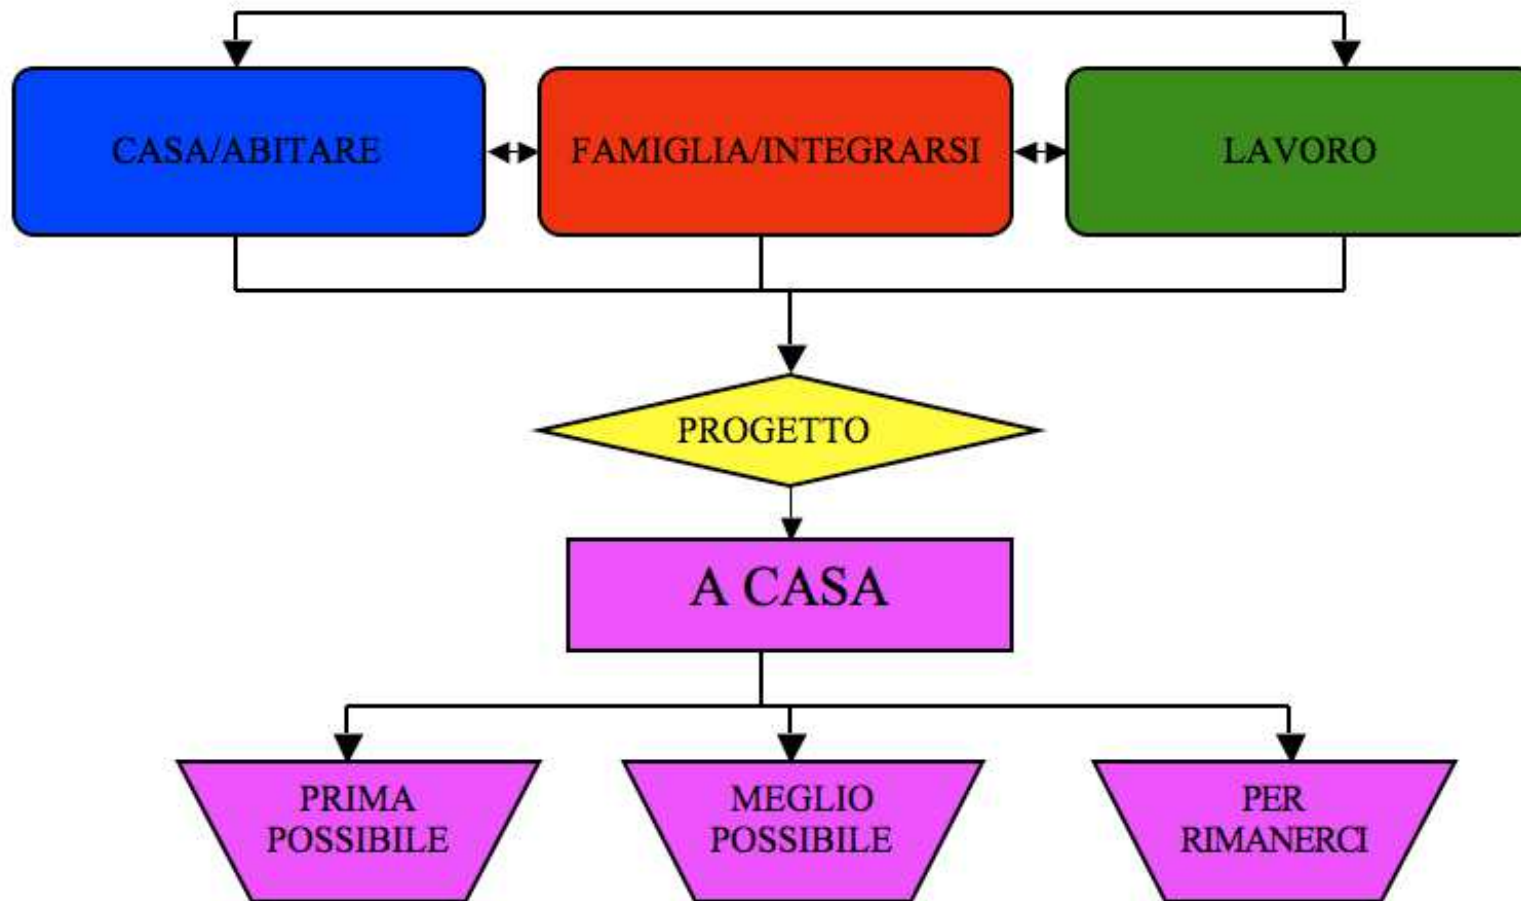 CASA/ABITARE
FAMIGLIA/INTEGRARSI
LAVORO
PROGETTO
A CASA
PRIMA
POSSIBILE
MEGLIO
POSSIBILE
PER
RIMANERCI